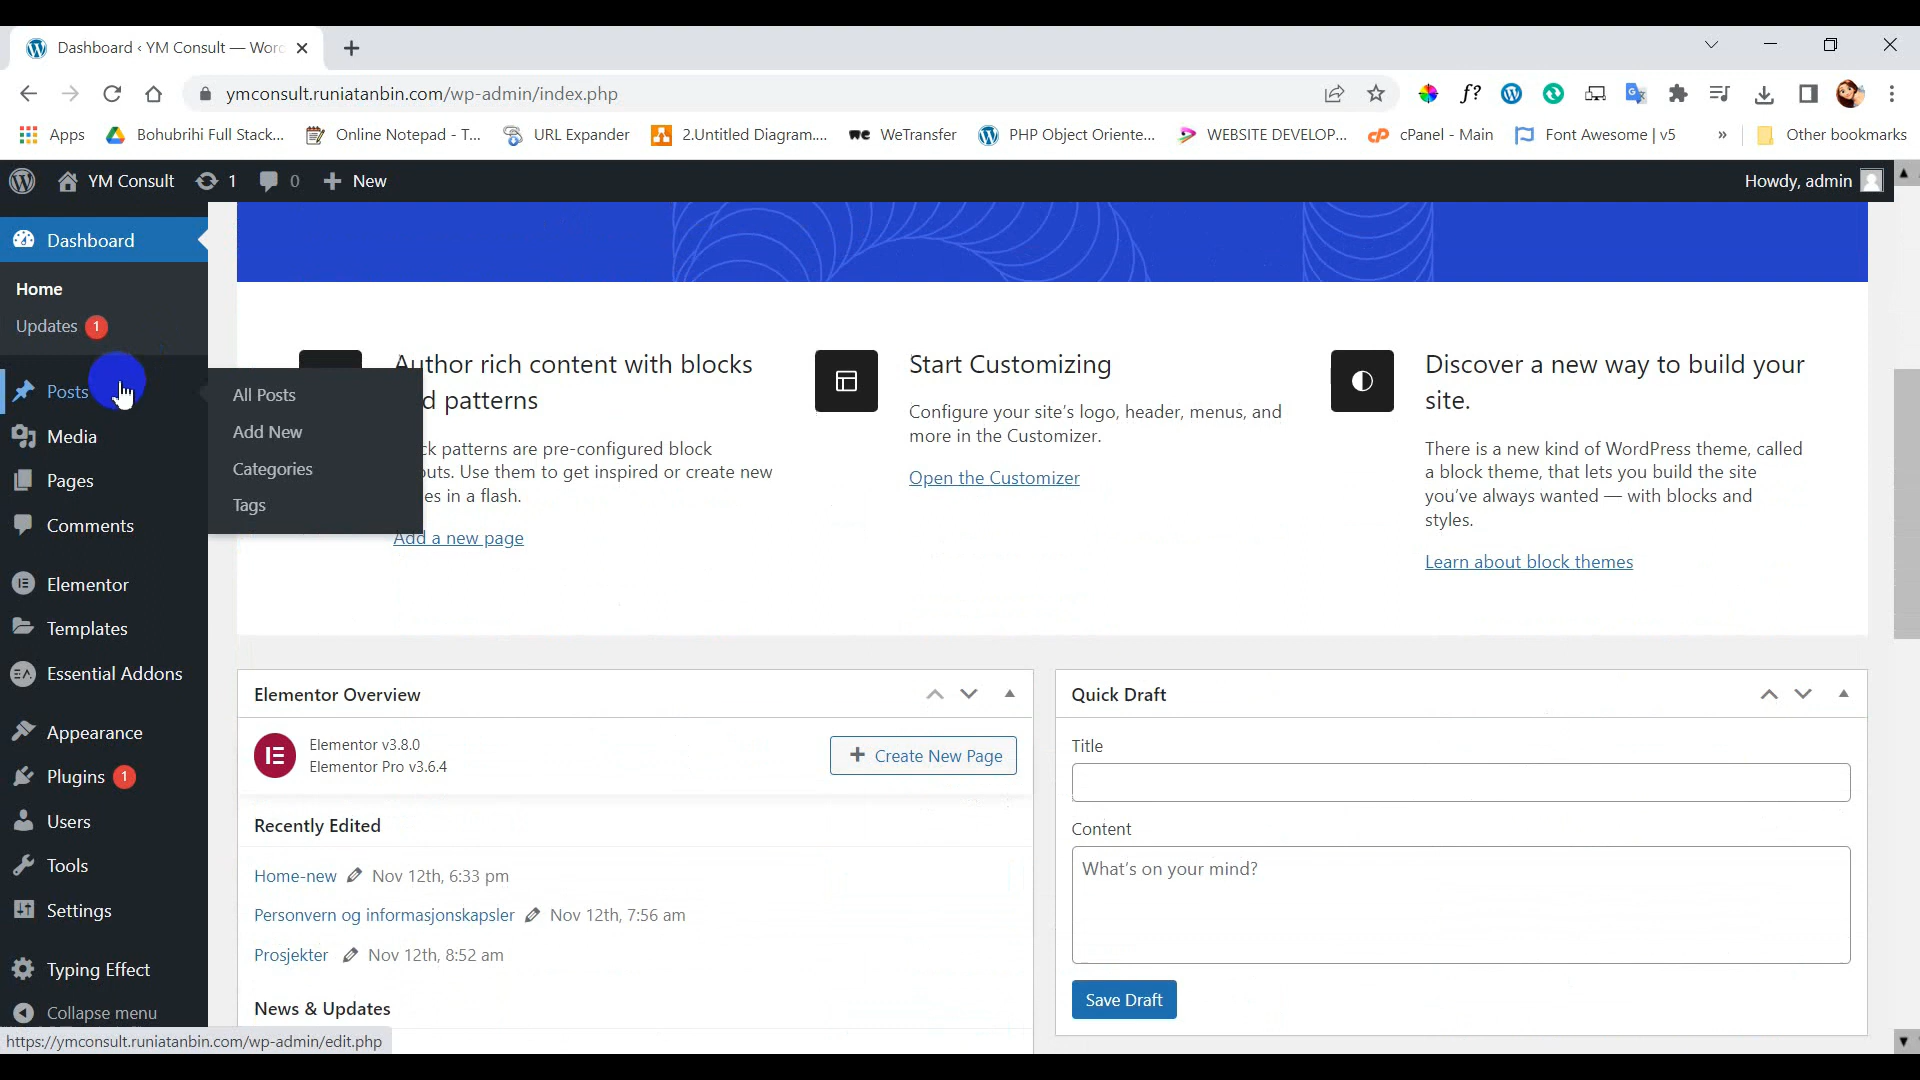 Dashboard ‹ YM Consult — Word
ymconsult.runiatanbin.com/wp-admin/index.php
f?
Apps
Bohubrihi Full Stack...
Online Notepad - T...
URL Expander
2.Untitled Diagram....
we WeTransfer
PHP Object Oriente...
WEBSITE DEVELOP...
cP cPanel - Main
Font Awesome | v5
»
Other bookmarks
YM Consult
1
0
New
Howdy, admin
Dashboard
Home
Updates 1
Posts
Media
Pages
Comments
Elementor
Templates
EA Essential Addons
Appearance
Plugins 1
Users
Tools
Settings
Typing Effect
Collapse menu
https://ymconsult.runiatanbin.com/wp-admin/edit.php
All Posts
Add New
Categories
Tags
Author rich content with blocks
d patterns
ck patterns are pre-configured block
outs. Use them to get inspired or create new
es in a flash.
Add a new page
Start Customizing
Configure your site's logo, header, menus, and
more in the Customizer.
Open the Customizer
Discover a new way to build your
site.
There is a new kind of WordPress theme, called
a block theme, that lets you build the site
you've always wanted — with blocks and
styles.
Learn about block themes
Elementor Overview
Elementor v3.8.0
Elementor Pro v3.6.4
Create New Page
Recently Edited
Home-new Nov 12th, 6:33 pm
Personvern og informasjonskapsler Nov 12th, 7:56 am
Prosjekter Nov 12th, 8:52 am
News & Updates
Quick Draft
Title
Content
What's on your mind?
Save Draft